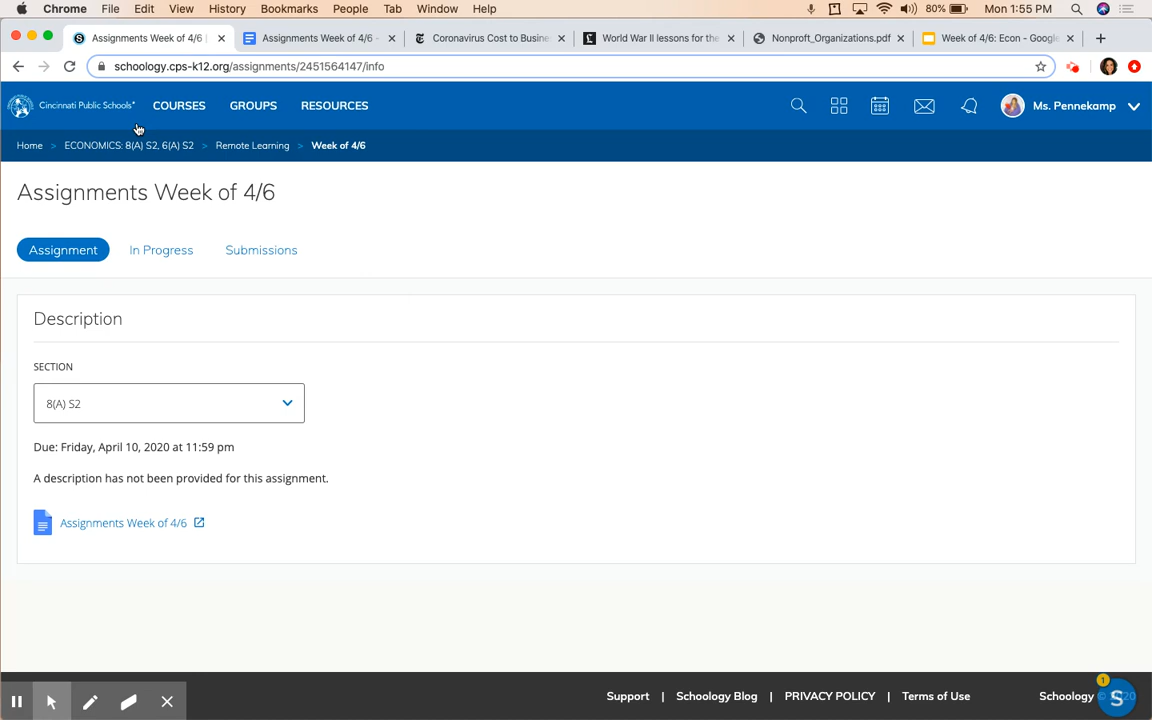 Chrome File Edit View History Bookmarks People Tab Window Help 80% Mon 1:55 PM
Assignments Week of 4/6 | Assignments Week of 4/6 - Coronavirus Cost to Busine World War II lessons for the Nonproft_Organizations.pdf Week of 4/6: Econ - Google
schoology.cps-k12.org/assignments/2451564147/info
Cincinnati Public Schools COURSES GROUPS RESOURCES Ms. Pennekamp
Home > ECONOMICS: 8(A) S2, 6(A) S2 > Remote Learning > Week of 4/6
Assignments Week of 4/6
Assignment In Progress Submissions
Description
SECTION
8(A) S2
Due: Friday, April 10, 2020 at 11:59 pm
A description has not been provided for this assignment.
Assignments Week of 4/6
Support | Schoology Blog | PRIVACY POLICY | Terms of Use Schoology ©
1
S